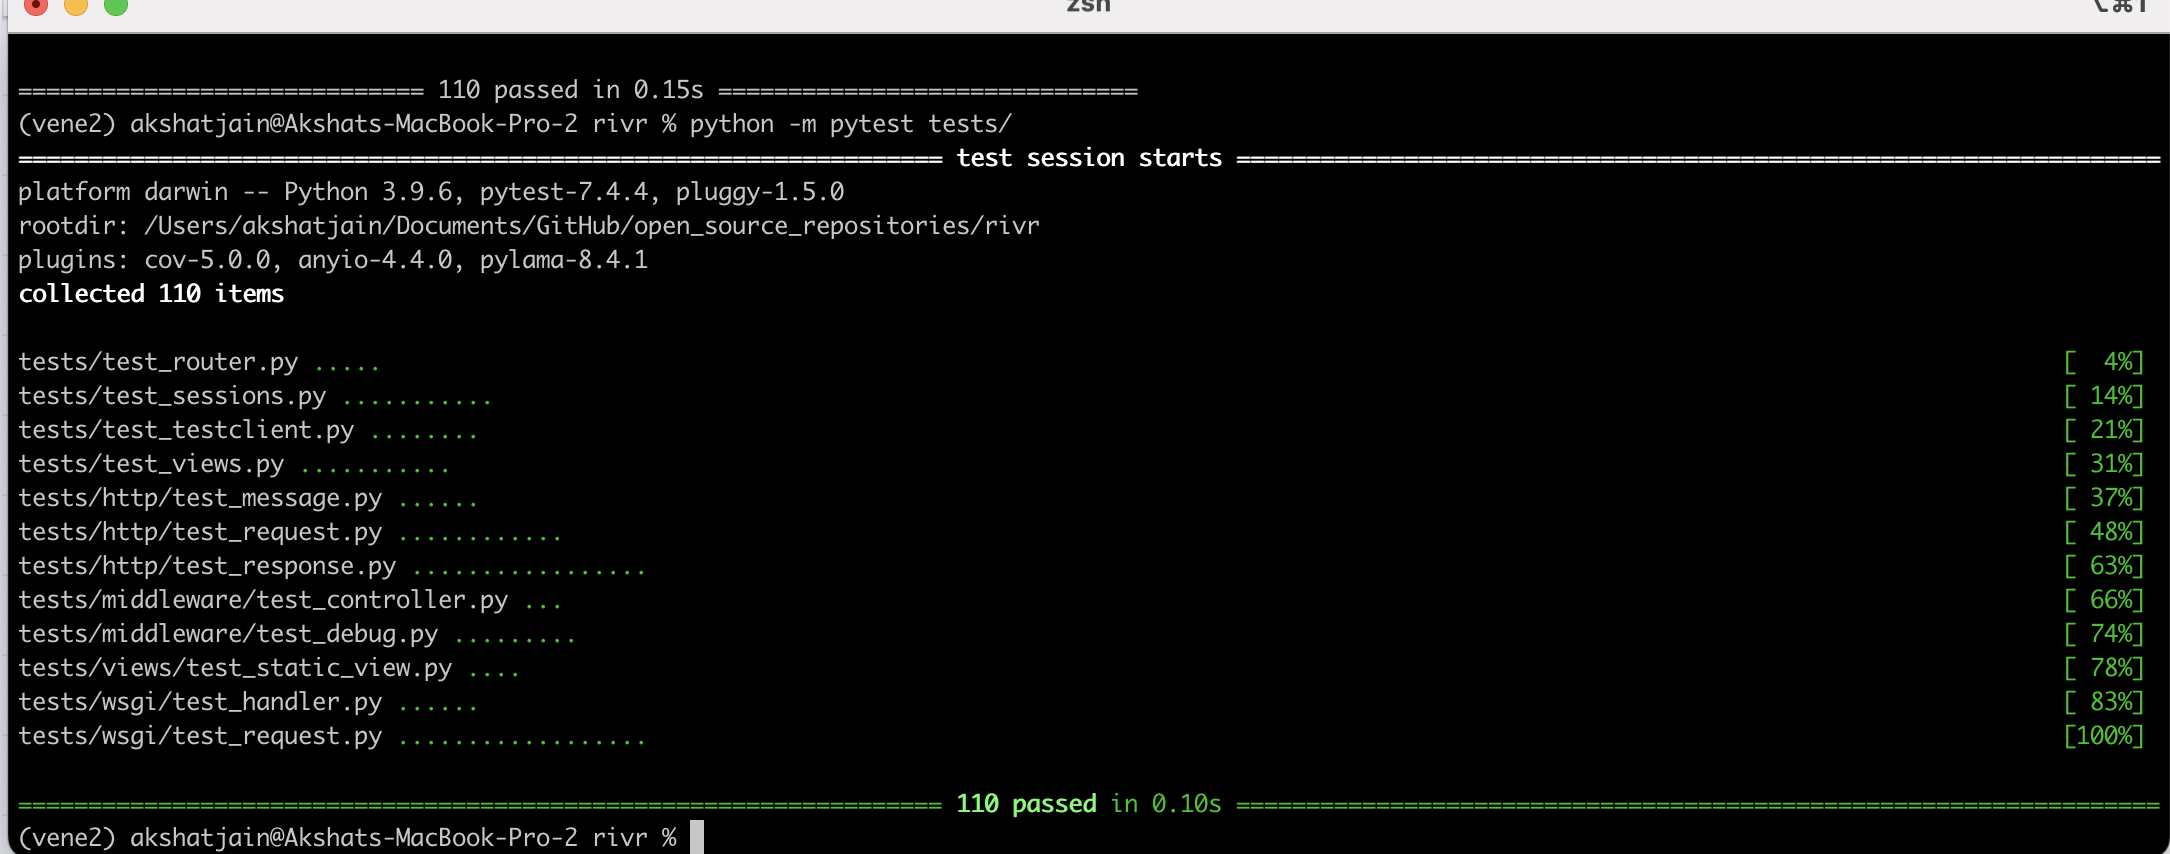 zsh
⌥⌘1
============================= 110 passed in 0.15s ==============================
(vene2) akshatjain@Akshats-MacBook-Pro-2 rivr % python -m pytest tests/
================================================================== test session starts ==================================================================
platform darwin -- Python 3.9.6, pytest-7.4.4, pluggy-1.5.0
rootdir: /Users/akshatjain/Documents/GitHub/open_source_repositories/rivr
plugins: cov-5.0.0, anyio-4.4.0, pylama-8.4.1
collected 110 items
tests/test_router.py ..... [  4%]
tests/test_sessions.py ........... [ 14%]
tests/test_testclient.py ........ [ 21%]
tests/test_views.py ........... [ 31%]
tests/http/test_message.py ...... [ 37%]
tests/http/test_request.py ............ [ 48%]
tests/http/test_response.py ................. [ 63%]
tests/middleware/test_controller.py ... [ 66%]
tests/middleware/test_debug.py ......... [ 74%]
tests/views/test_static_view.py .... [ 78%]
tests/wsgi/test_handler.py ...... [ 83%]
tests/wsgi/test_request.py .................. [100%]
================================================================== 110 passed in 0.10s ==================================================================
(vene2) akshatjain@Akshats-MacBook-Pro-2 rivr %